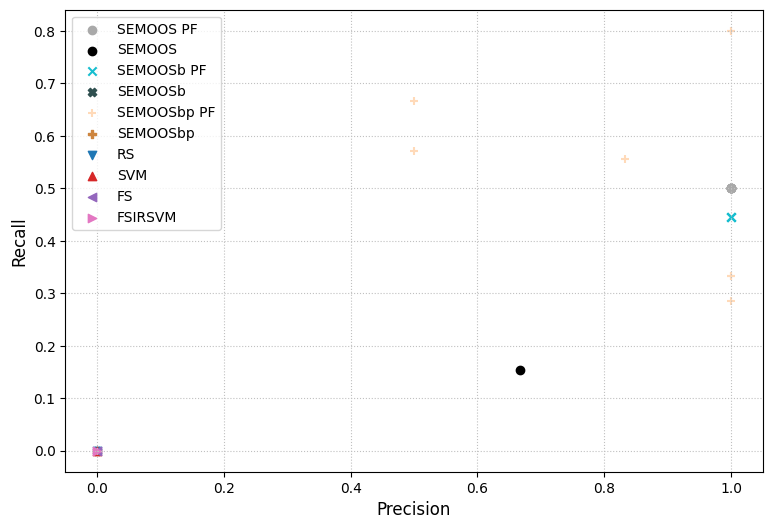 0.8
0.7
0.6
0.5
0.4
0.3
0.2
0.1
0.0
Recall
SEMOOS PF
SEMOOS
SEMOOSb PF
SEMOOSb
SEMOOSbp PF
SEMOOSbp
RS
SVM
FS
FSIRSVM
0.0 0.2 0.4 0.6 0.8 1.0
Precision